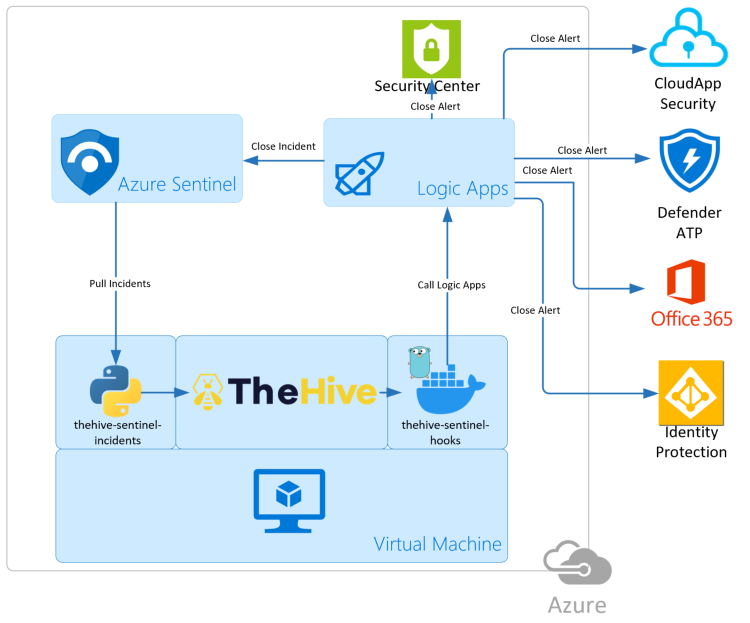 Close Alert
CloudApp
Security
Security Center
Close Alert
Close Incident
Azure Sentinel
Logic Apps
Close Alert
Close Alert
Defender
ATP
Pull Incidents
Call Logic Apps
Close Alert
Office 365
TheHive
thehive-sentinel-
incidents
thehive-sentinel-
hooks
Identity
Protection
Virtual Machine
Azure